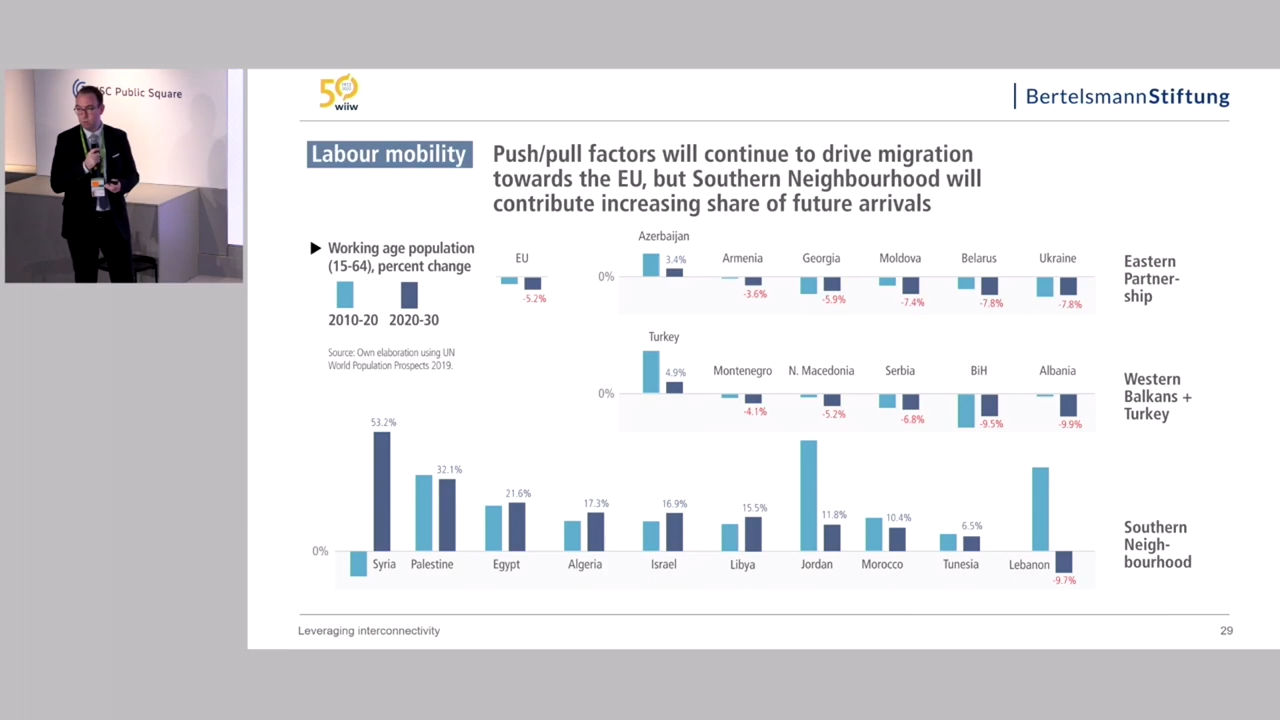 SC Public Square
50
wiiw
BertelsmannStiftung
Labour mobility
Push/pull factors will continue to drive migration
towards the EU, but Southern Neighbourhood will
contribute increasing share of future arrivals
Working age population
(15-64), percent change
2010-20 2020-30
Source: Own elaboration using UN
World Population Prospects 2019.
EU
-5.2%
Azerbaijan
Armenia
Georgia
Moldova
Belarus
Ukraine
0%
3.4%
-3.6%
-5.9%
-7.4%
-7.8%
-7.8%
Eastern
Partner-
ship
Turkey
Montenegro
N. Macedonia
Serbia
BiH
Albania
0%
4.9%
-4.1%
-5.2%
-6.8%
-9.5%
-9.9%
Western
Balkans +
Turkey
53.2%
32.1%
21.6%
17.3%
16.9%
15.5%
11.8%
10.4%
6.5%
0%
Syria
Palestine
Egypt
Algeria
Israel
Libya
Jordan
Morocco
Tunesia
Lebanon
-9.7%
Southern
Neigh-
bourhood
Leveraging interconnectivity
29